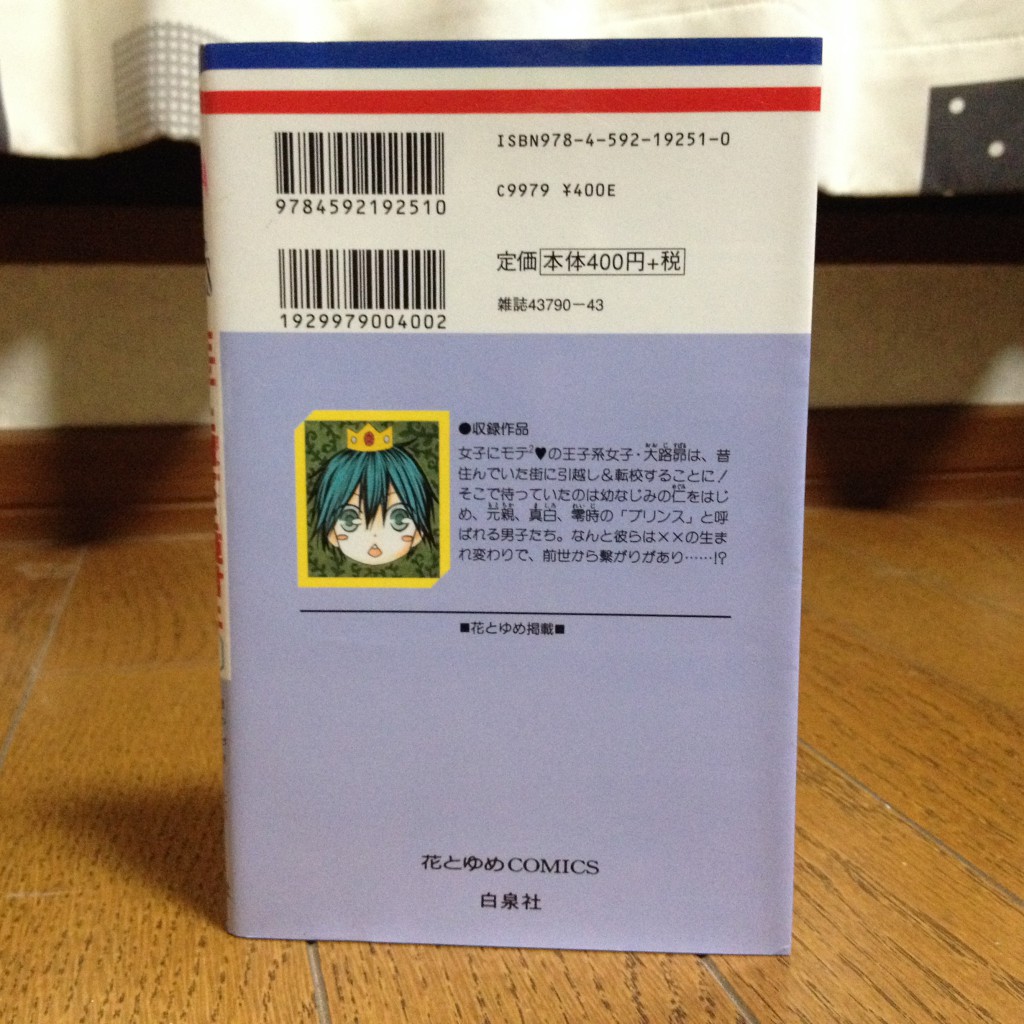 ISBN978-4-592-19251-0
9784592192510
C9979 ¥400E
定価 本体400円+税
1929979004002
雑誌43790-43
●収録作品
女子にモテ²♥の王子系女子・大路昴は、昔
住んでいた街に引越し&転校することに!
そこで待っていたのは幼なじみの仁をはじ
め、元親、真白、零時の「プリンス」と呼
ばれる男子たち。なんと彼らは××の生ま
れ変わりで、前世から繋がりがあり……!?
■花とゆめ掲載■
花とゆめCOMICS
白泉社